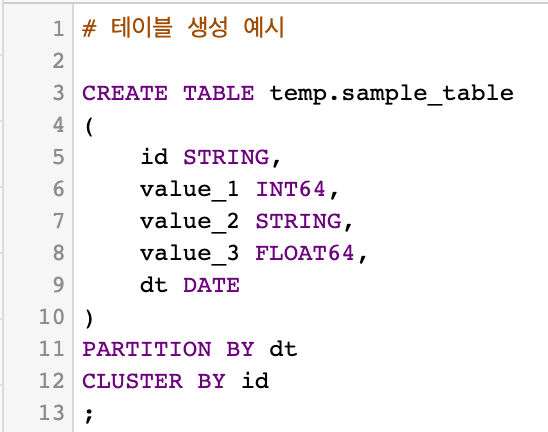 1 # 테이블 생성 예시
2
3 CREATE TABLE temp.sample_table
4 (
5     id STRING,
6     value_1 INT64,
7     value_2 STRING,
8     value_3 FLOAT64,
9     dt DATE
10 )
11 PARTITION BY dt
12 CLUSTER BY id
13 ;